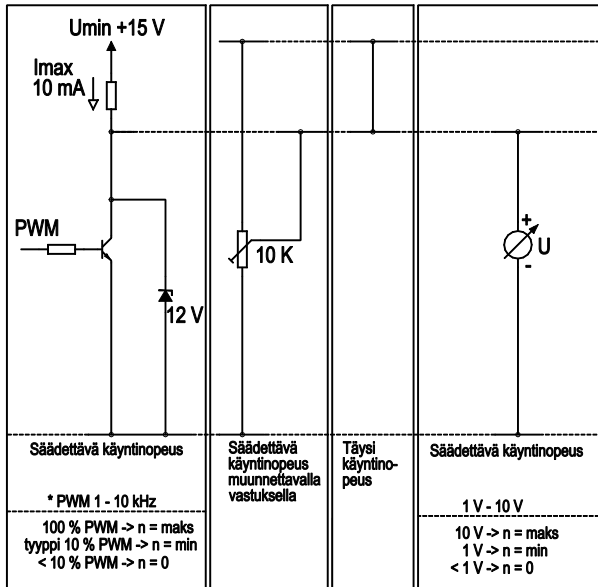 Umin +15 V
Imax
10 mA
PWM
12 V
Säädettävä käyntinopeus
* PWM 1 - 10 kHz
100 % PWM -> n = maks
tyyppi 10 % PWM -> n = min
< 10 % PWM -> n = 0
10 K
Säädettävä
käyntinopeus
muunnettavalla
vastuksella
Täysi
käyntino-
peus
+
U
-
Säädettävä käyntinopeus
1 V - 10 V
10 V -> n = maks
1 V -> n = min
< 1 V -> n = 0